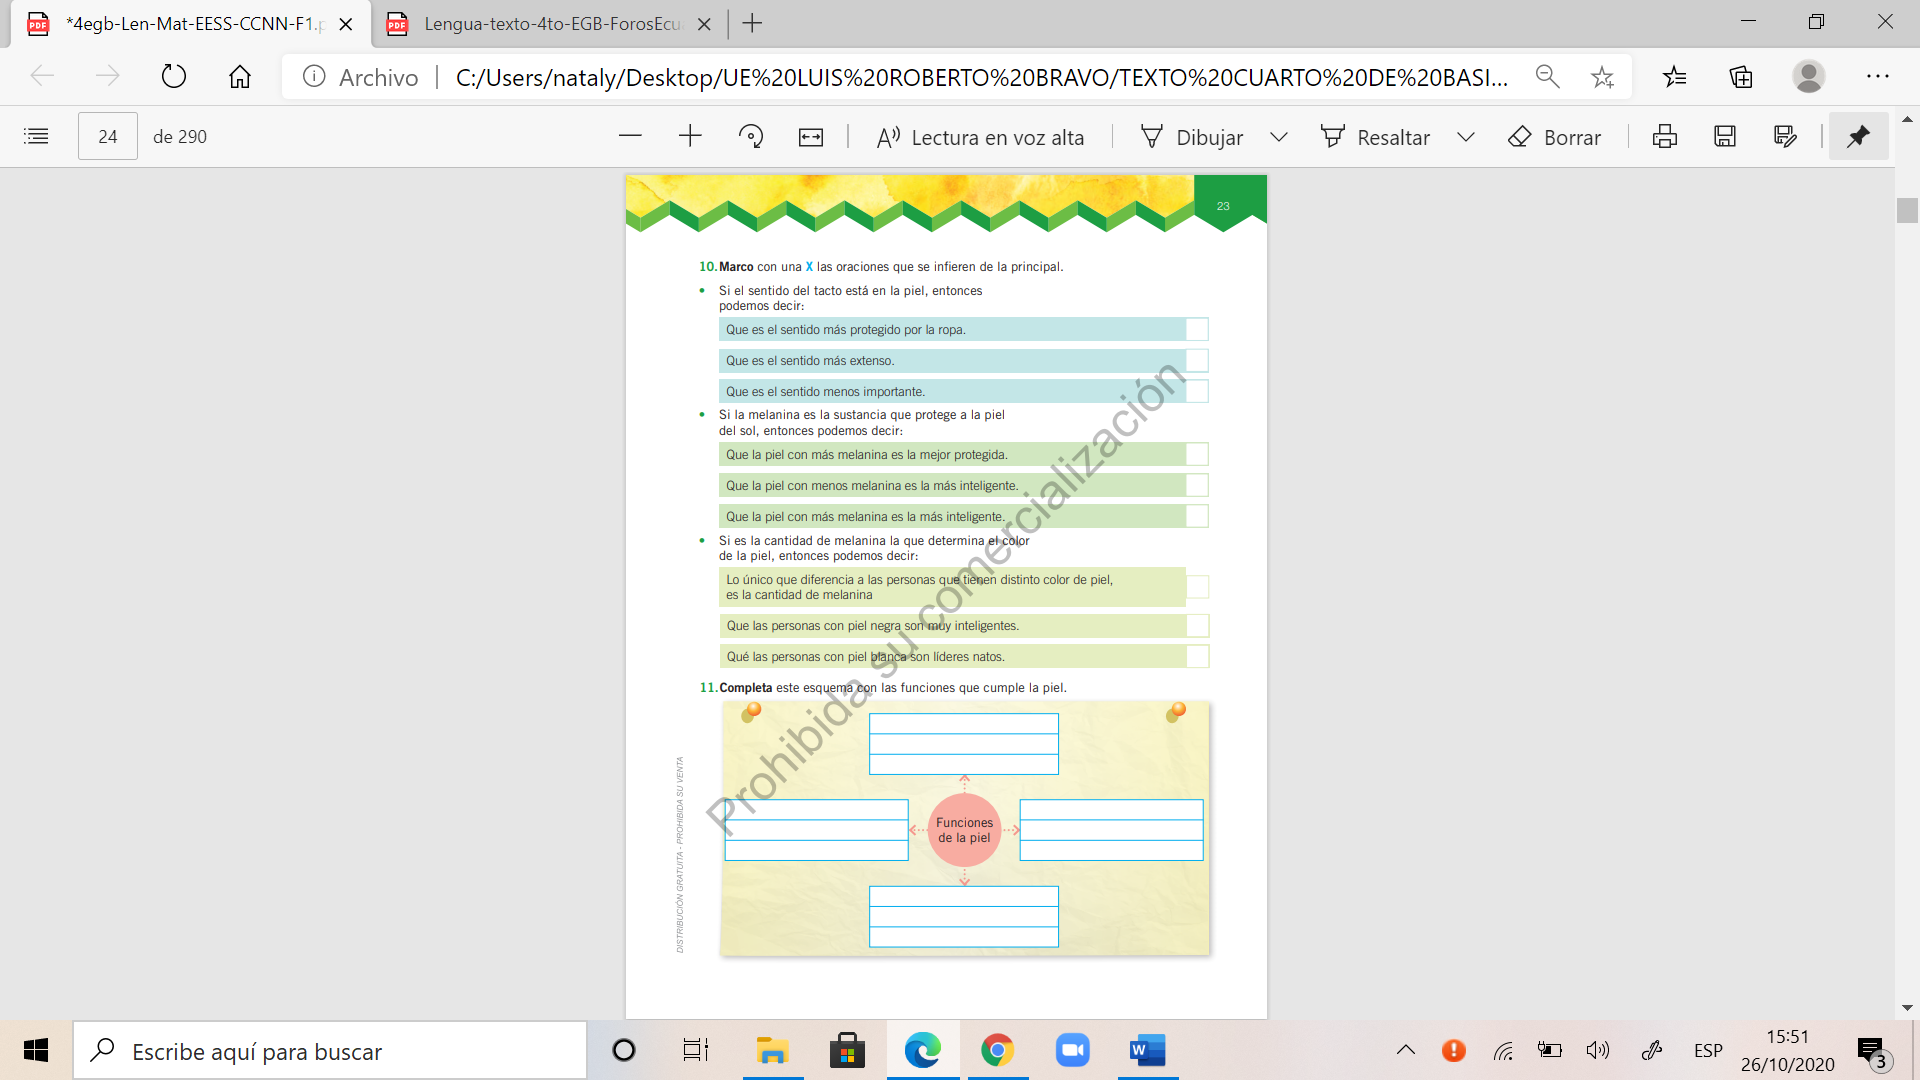 *4egb-Len-Mat-EESS-CCNN-F1.p
Lengua-texto-4to-EGB-ForosEcu
Archivo
C:/Users/nataly/Desktop/UE%20LUIS%20ROBERTO%20BRAVO/TEXTO%20CUARTO%20DE%20BASI...
24 de 290
Lectura en voz alta
Dibujar
Resaltar
Borrar
23
10. Marco con una X las oraciones que se infieren de la principal.
• Si el sentido del tacto está en la piel, entonces
podemos decir:
Que es el sentido más protegido por la ropa.
Que es el sentido más extenso.
Que es el sentido menos importante.
• Si la melanina es la sustancia que protege a la piel
del sol, entonces podemos decir:
Que la piel con más melanina es la mejor protegida.
Que la piel con menos melanina es la más inteligente.
Que la piel con más melanina es la más inteligente.
• Si es la cantidad de melanina la que determina el color
de la piel, entonces podemos decir:
Lo único que diferencia a las personas que tienen distinto color de piel,
es la cantidad de melanina
Que las personas con piel negra son muy inteligentes.
Qué las personas con piel blanca son líderes natos.
11. Completa este esquema con las funciones que cumple la piel.
Funciones
de la piel
Prohibida su comercialización
DISTRIBUCIÓN GRATUITA - PROHIBIDA SU VENTA
Escribe aquí para buscar
ESP
15:51
26/10/2020
3